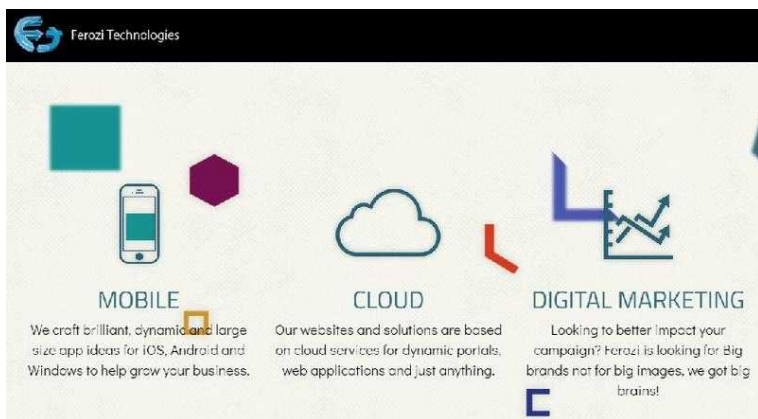 Ferozi Technologies
MOBILE
We craft brilliant, dynamic and large
size app ideas for iOS, Android and
Windows to help grow your business.
CLOUD
Our websites and solutions are based
on cloud services for dynamic portals,
web applications and just anything.
DIGITAL MARKETING
Looking to better impact your
campaign? Ferozi is looking for Big
brands not for big images, we got big
brains!